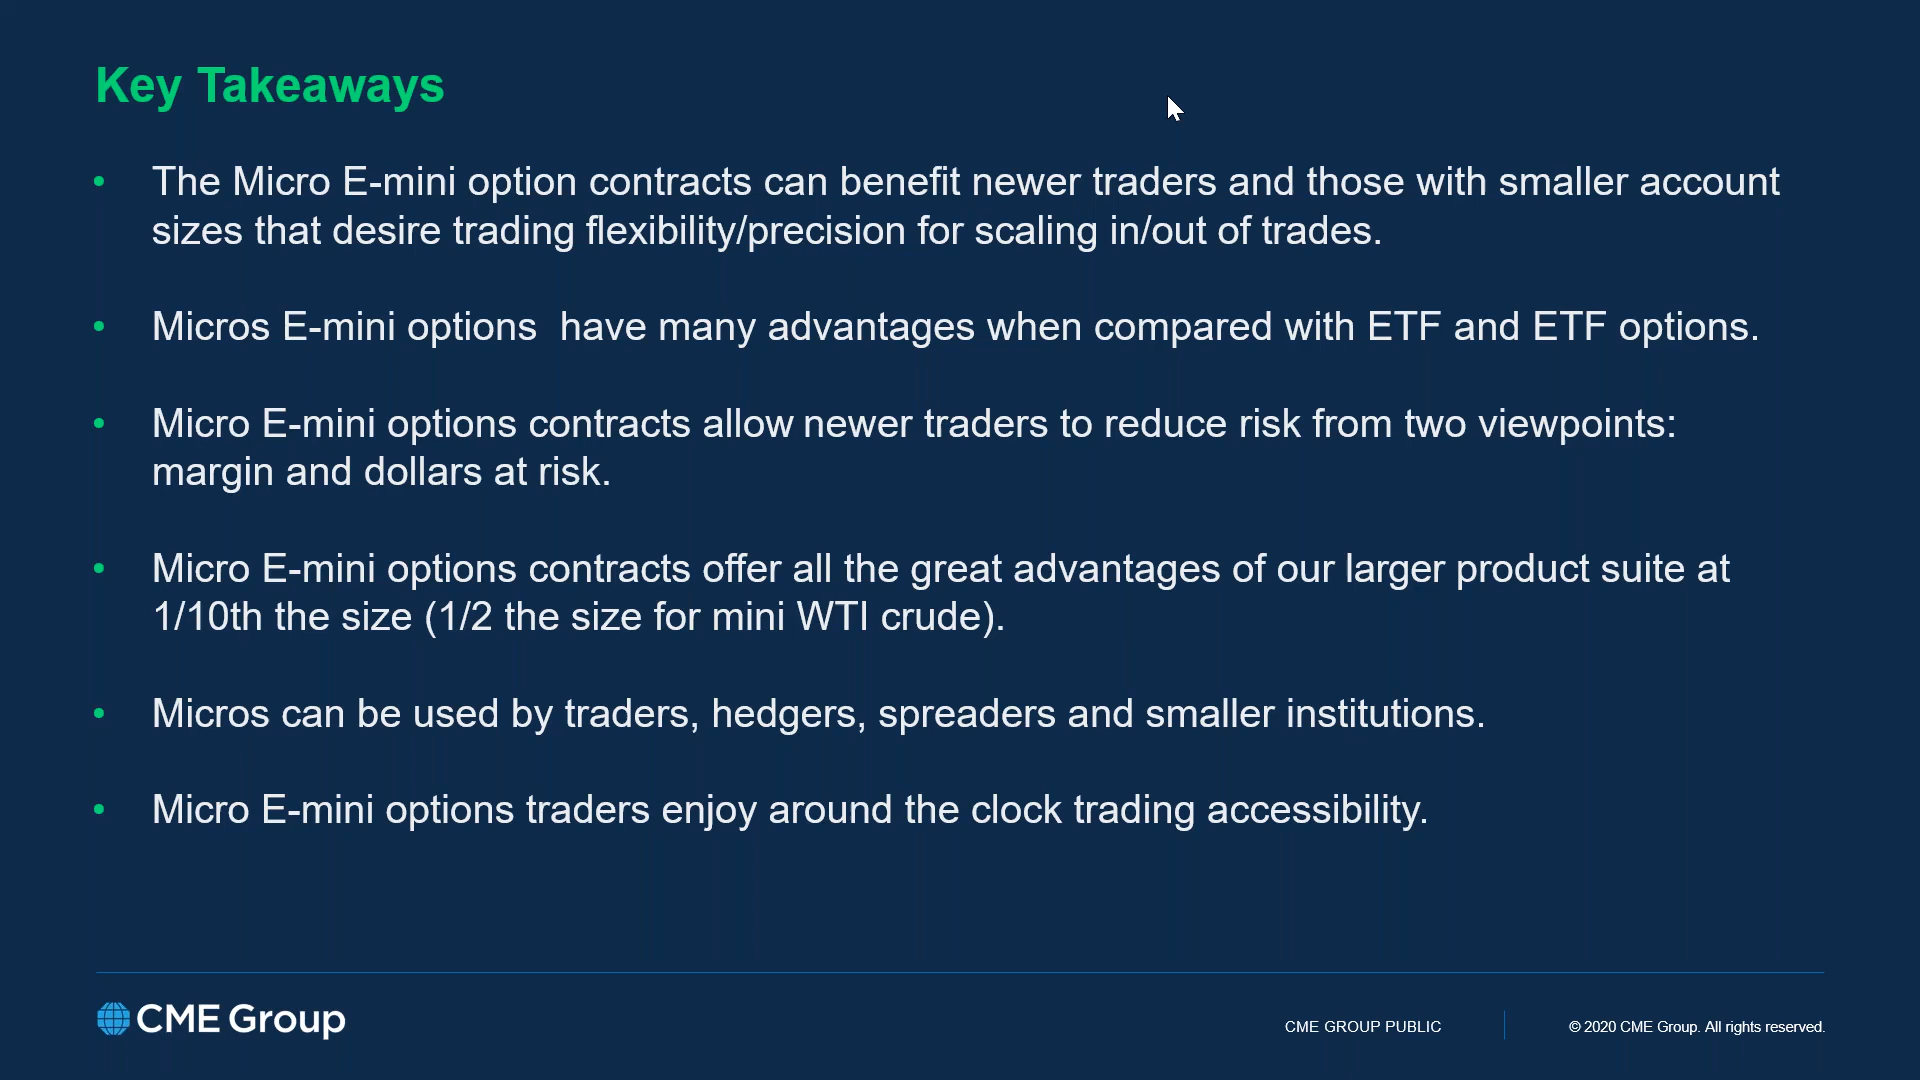 Key Takeaways
• The Micro E-mini option contracts can benefit newer traders and those with smaller account
sizes that desire trading flexibility/precision for scaling in/out of trades.
• Micros E-mini options  have many advantages when compared with ETF and ETF options.
• Micro E-mini options contracts allow newer traders to reduce risk from two viewpoints:
margin and dollars at risk.
• Micro E-mini options contracts offer all the great advantages of our larger product suite at
1/10th the size (1/2 the size for mini WTI crude).
• Micros can be used by traders, hedgers, spreaders and smaller institutions.
• Micro E-mini options traders enjoy around the clock trading accessibility.
CME Group
CME GROUP PUBLIC
© 2020 CME Group. All rights reserved.